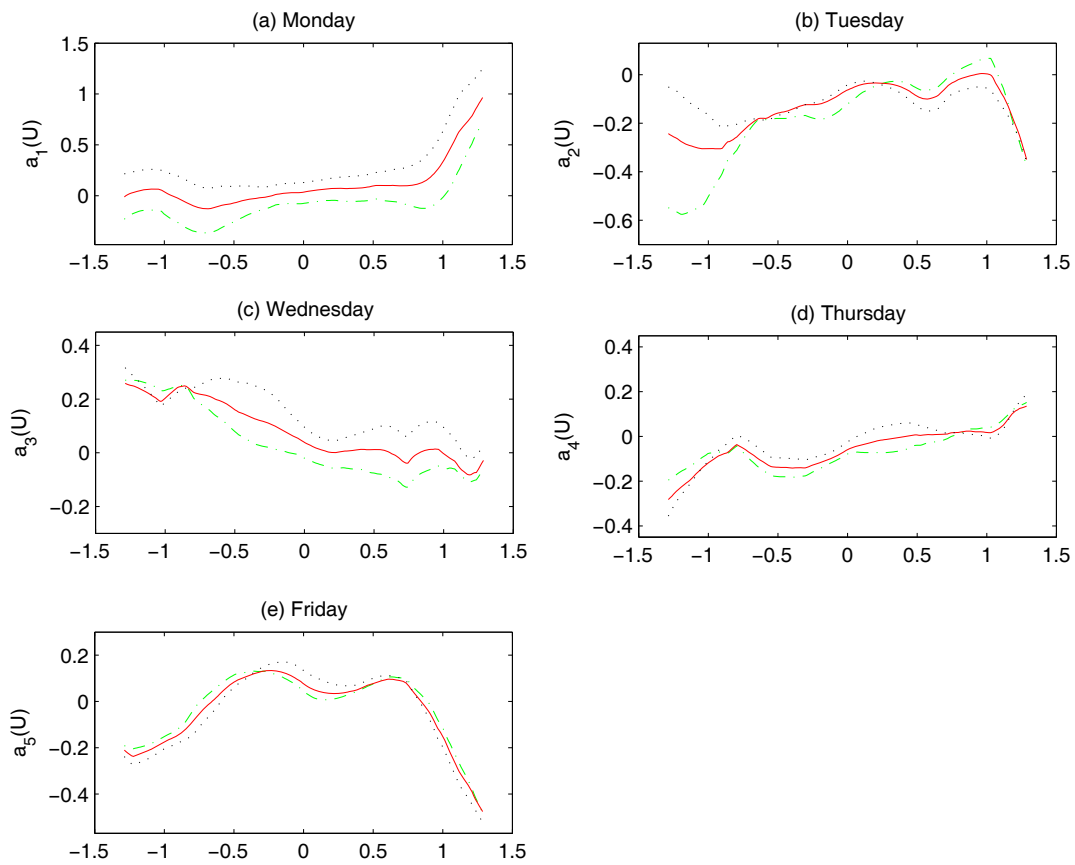 (a) Monday
a_1(U)
1.5
1
0.5
0
−1.5 −1 −0.5 0 0.5 1 1.5
(b) Tuesday
a_2(U)
0
−0.2
−0.4
−0.6
−1.5 −1 −0.5 0 0.5 1 1.5
(c) Wednesday
a_3(U)
0.4
0.2
0
−0.2
−1.5 −1 −0.5 0 0.5 1 1.5
(d) Thursday
a_4(U)
0.4
0.2
0
−0.2
−0.4
−1.5 −1 −0.5 0 0.5 1 1.5
(e) Friday
a_5(U)
0.2
0
−0.2
−0.4
−1.5 −1 −0.5 0 0.5 1 1.5